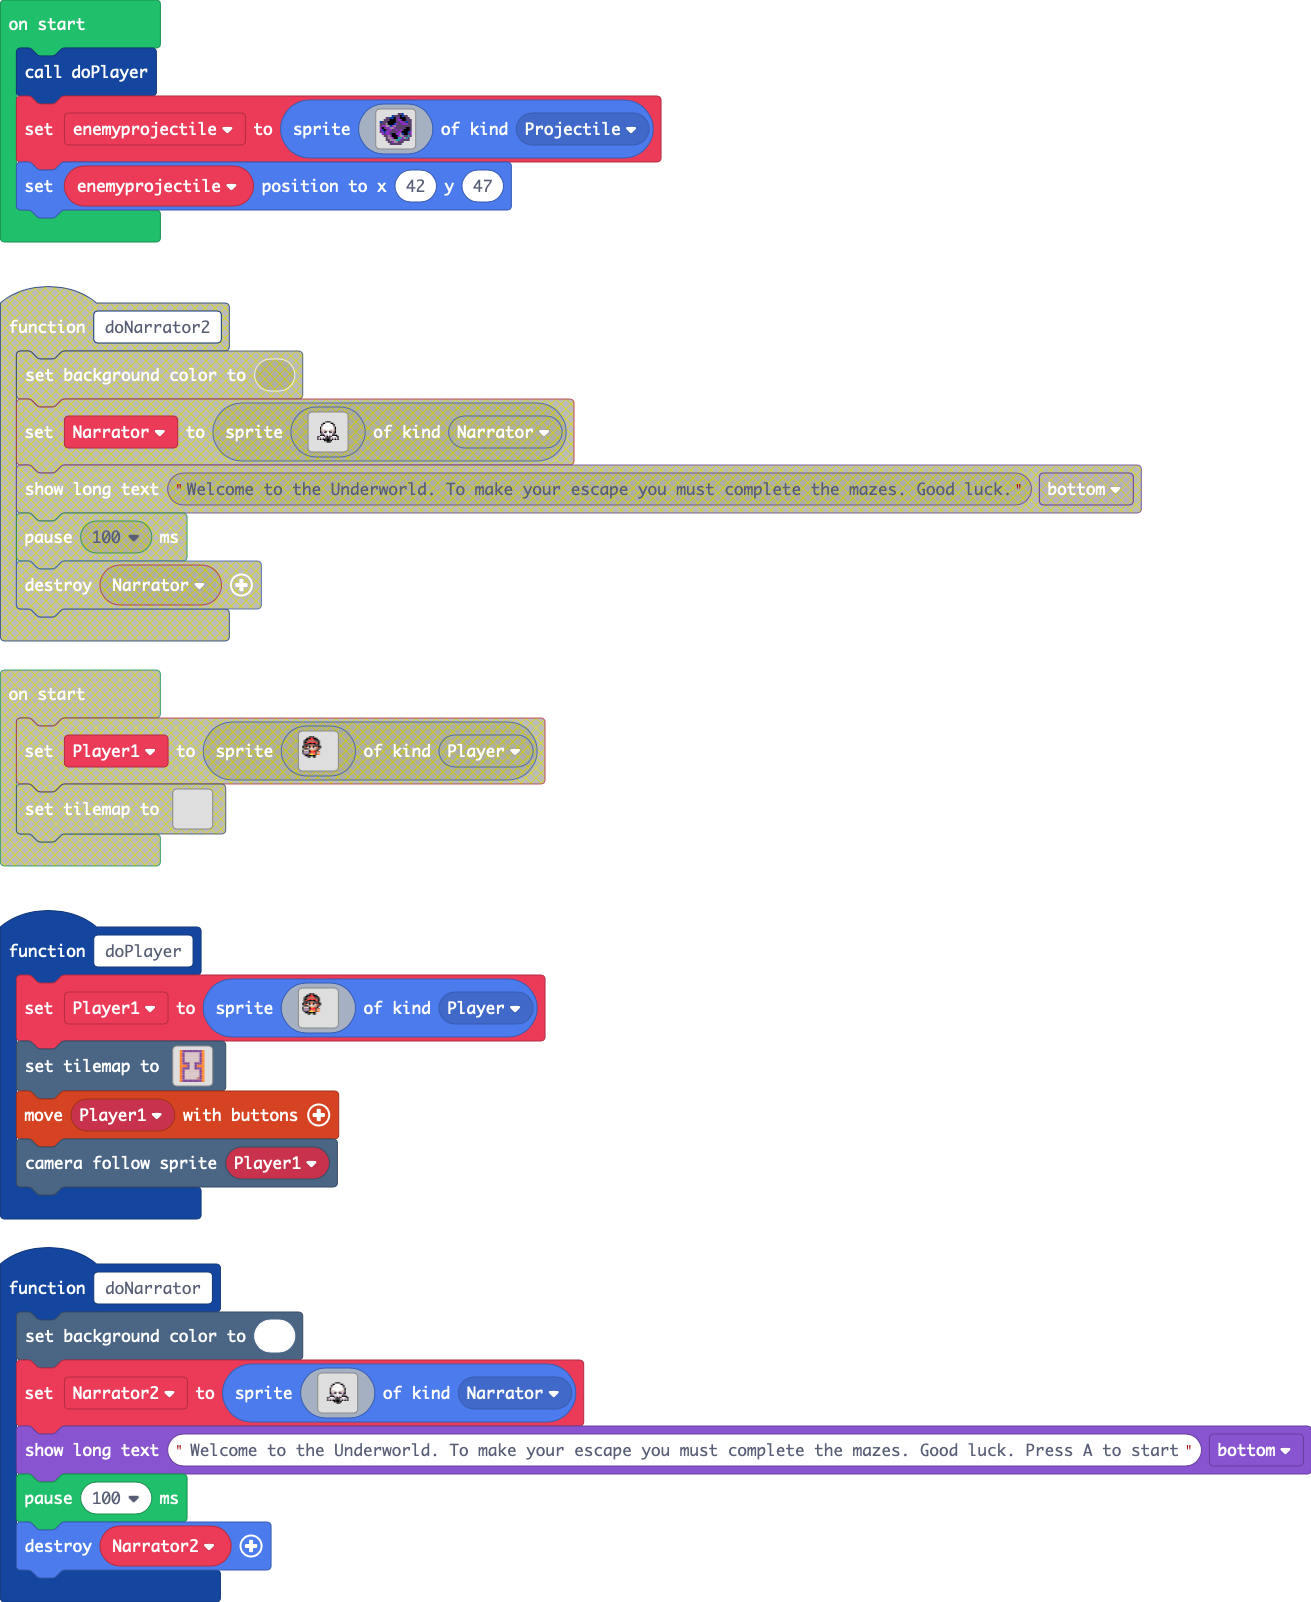 on start
call doPlayer
set enemyprojectile to sprite of kind Projectile
set enemyprojectile position to x 42 y 47
function doNarrator2
set background color to
set Narrator to sprite of kind Narrator
show long text "Welcome to the Underworld. To make your escape you must complete the mazes. Good luck." bottom
pause 100 ms
destroy Narrator
on start
set Player1 to sprite of kind Player
set tilemap to
function doPlayer
set Player1 to sprite of kind Player
set tilemap to
move Player1 with buttons
camera follow sprite Player1
function doNarrator
set background color to
set Narrator2 to sprite of kind Narrator
show long text "Welcome to the Underworld. To make your escape you must complete the mazes. Good luck. Press A to start" bottom
pause 100 ms
destroy Narrator2